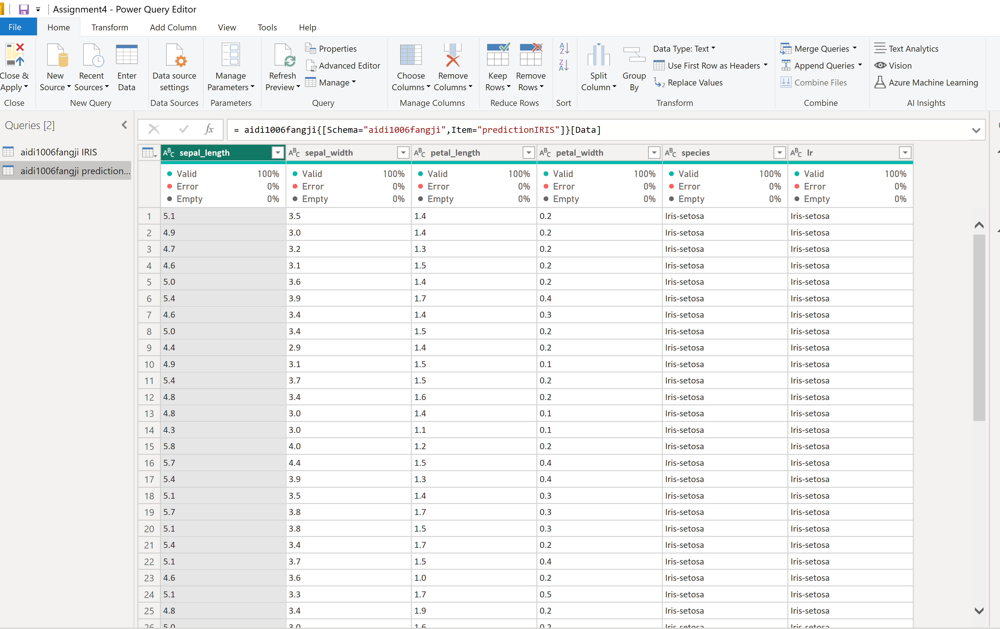 Assignment4 - Power Query Editor
File Home Transform Add Column View Tools Help
Close & Apply
New Source
Recent Sources
Enter Data
Data source settings
Manage Parameters
Refresh Preview
Properties
Advanced Editor
Manage
Choose Columns
Remove Columns
Keep Rows
Remove Rows
Split Column
Group By
Data Type: Text
Use First Row as Headers
Replace Values
Merge Queries
Append Queries
Combine Files
Text Analytics
Vision
Azure Machine Learning
Close New Query Data Sources Parameters Query Manage Columns Reduce Rows Sort Transform Combine AI Insights
Queries [2]
aidi1006fangji IRIS
aidi1006fangji prediction...
fx = aidi1006fangji{[Schema="aidi1006fangji",Item="predictionIRIS"]}[Data]
ABC sepal_length ABC sepal_width ABC petal_length ABC petal_width ABC species ABC lr
Valid 100% Valid 100% Valid 100% Valid 100% Valid 100% Valid 100%
Error 0% Error 0% Error 0% Error 0% Error 0% Error 0%
Empty 0% Empty 0% Empty 0% Empty 0% Empty 0% Empty 0%
1 5.1 3.5 1.4 0.2 Iris-setosa Iris-setosa
2 4.9 3.0 1.4 0.2 Iris-setosa Iris-setosa
3 4.7 3.2 1.3 0.2 Iris-setosa Iris-setosa
4 4.6 3.1 1.5 0.2 Iris-setosa Iris-setosa
5 5.0 3.6 1.4 0.2 Iris-setosa Iris-setosa
6 5.4 3.9 1.7 0.4 Iris-setosa Iris-setosa
7 4.6 3.4 1.4 0.3 Iris-setosa Iris-setosa
8 5.0 3.4 1.5 0.2 Iris-setosa Iris-setosa
9 4.4 2.9 1.4 0.2 Iris-setosa Iris-setosa
10 4.9 3.1 1.5 0.1 Iris-setosa Iris-setosa
11 5.4 3.7 1.5 0.2 Iris-setosa Iris-setosa
12 4.8 3.4 1.6 0.2 Iris-setosa Iris-setosa
13 4.8 3.0 1.4 0.1 Iris-setosa Iris-setosa
14 4.3 3.0 1.1 0.1 Iris-setosa Iris-setosa
15 5.8 4.0 1.2 0.2 Iris-setosa Iris-setosa
16 5.7 4.4 1.5 0.4 Iris-setosa Iris-setosa
17 5.4 3.9 1.3 0.4 Iris-setosa Iris-setosa
18 5.1 3.5 1.4 0.3 Iris-setosa Iris-setosa
19 5.7 3.8 1.7 0.3 Iris-setosa Iris-setosa
20 5.1 3.8 1.5 0.3 Iris-setosa Iris-setosa
21 5.4 3.4 1.7 0.2 Iris-setosa Iris-setosa
22 5.1 3.7 1.5 0.4 Iris-setosa Iris-setosa
23 4.6 3.6 1.0 0.2 Iris-setosa Iris-setosa
24 5.1 3.3 1.7 0.5 Iris-setosa Iris-setosa
25 4.8 3.4 1.9 0.2 Iris-setosa Iris-setosa
26 5.0 3.0 1.6 0.2 Iris-setosa Iris-setosa